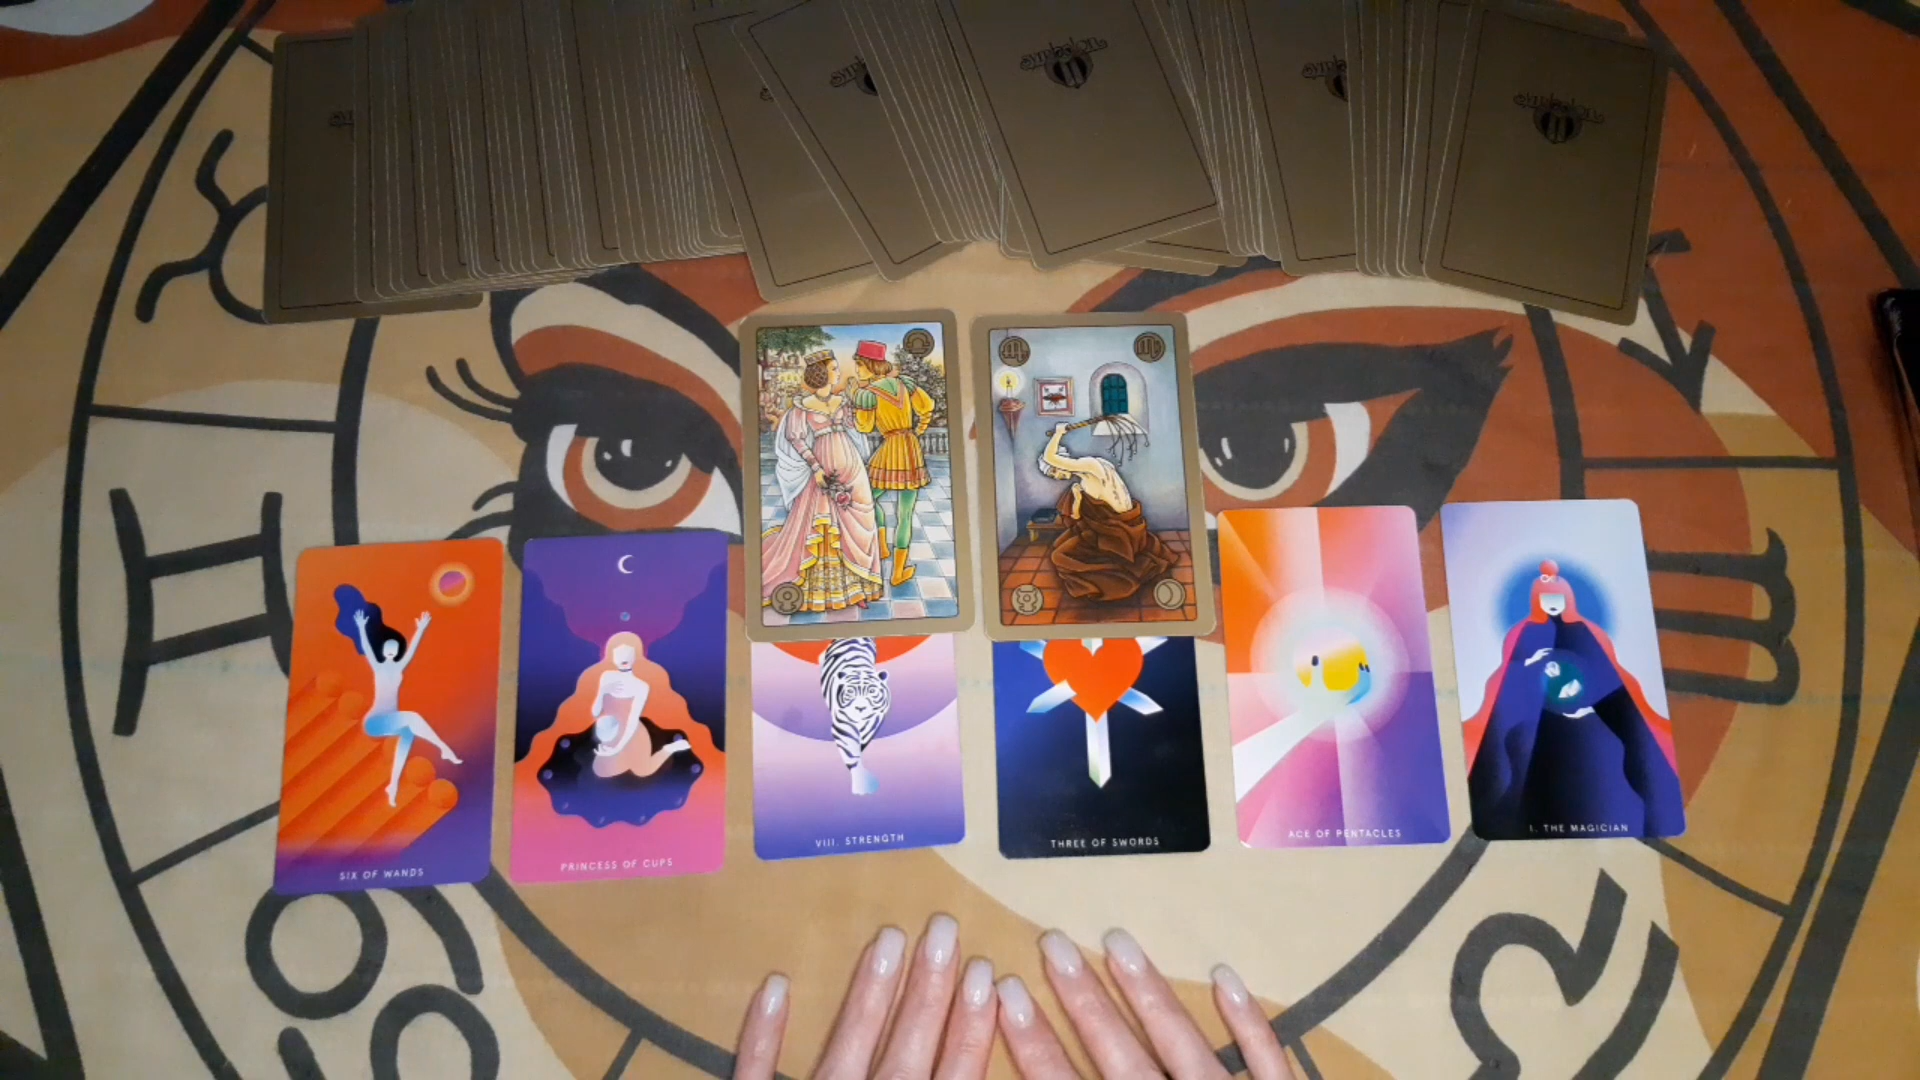 SIX OF WANDS
PRINCESS OF CUPS
VIII. STRENGTH
THREE OF SWORDS
ACE OF PENTACLES
I. THE MAGICIAN